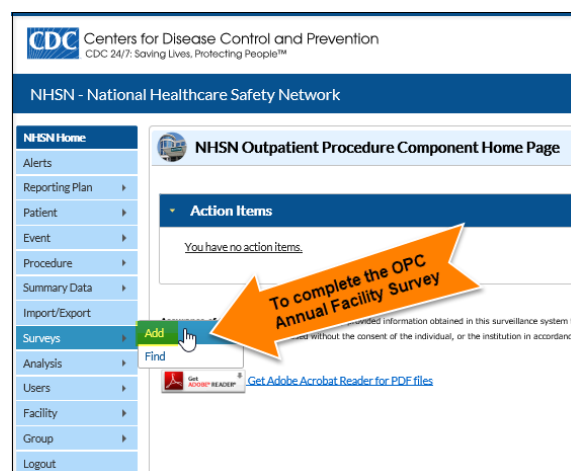 CDC Centers for Disease Control and Prevention
CDC 24/7: Saving Lives, Protecting People™
NHSN - National Healthcare Safety Network
NHSN Home
Alerts
Reporting Plan
Patient
Event
Procedure
Summary Data
Import/Export
Surveys
Analysis
Users
Facility
Group
Logout
Add
Find
NHSN Outpatient Procedure Component Home Page
Action Items
You have no action items.
To complete the OPC
Annual Facility Survey
provided information obtained in this surveillance system
without the consent of the individual, or the institution in accordanc
Get
ADOBE® READER®
Get Adobe Acrobat Reader for PDF files